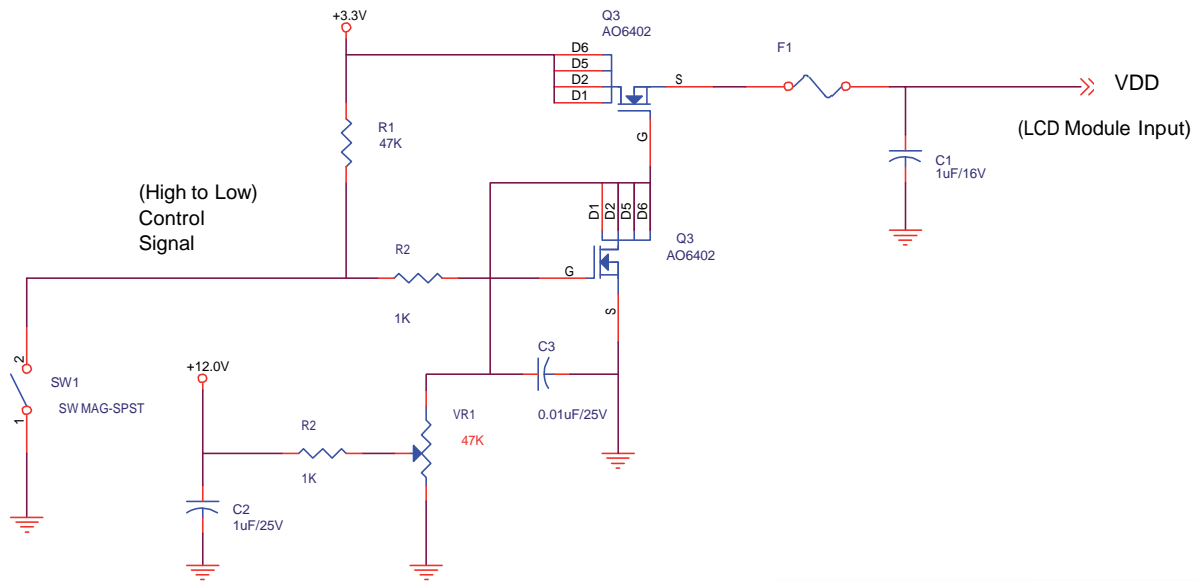 +3.3V
Q3
AO6402
F1
D6
D5
D2
D1
S
G
VDD
(LCD Module Input)
R1
47K
C1
1uF/16V
(High to Low)
Control
Signal
D1
D2
D5
D6
Q3
AO6402
R2
1K
G
S
+12.0V
C3
0.01uF/25V
2
1
SW1
SW MAG-SPST
VR1
47K
R2
1K
C2
1uF/25V